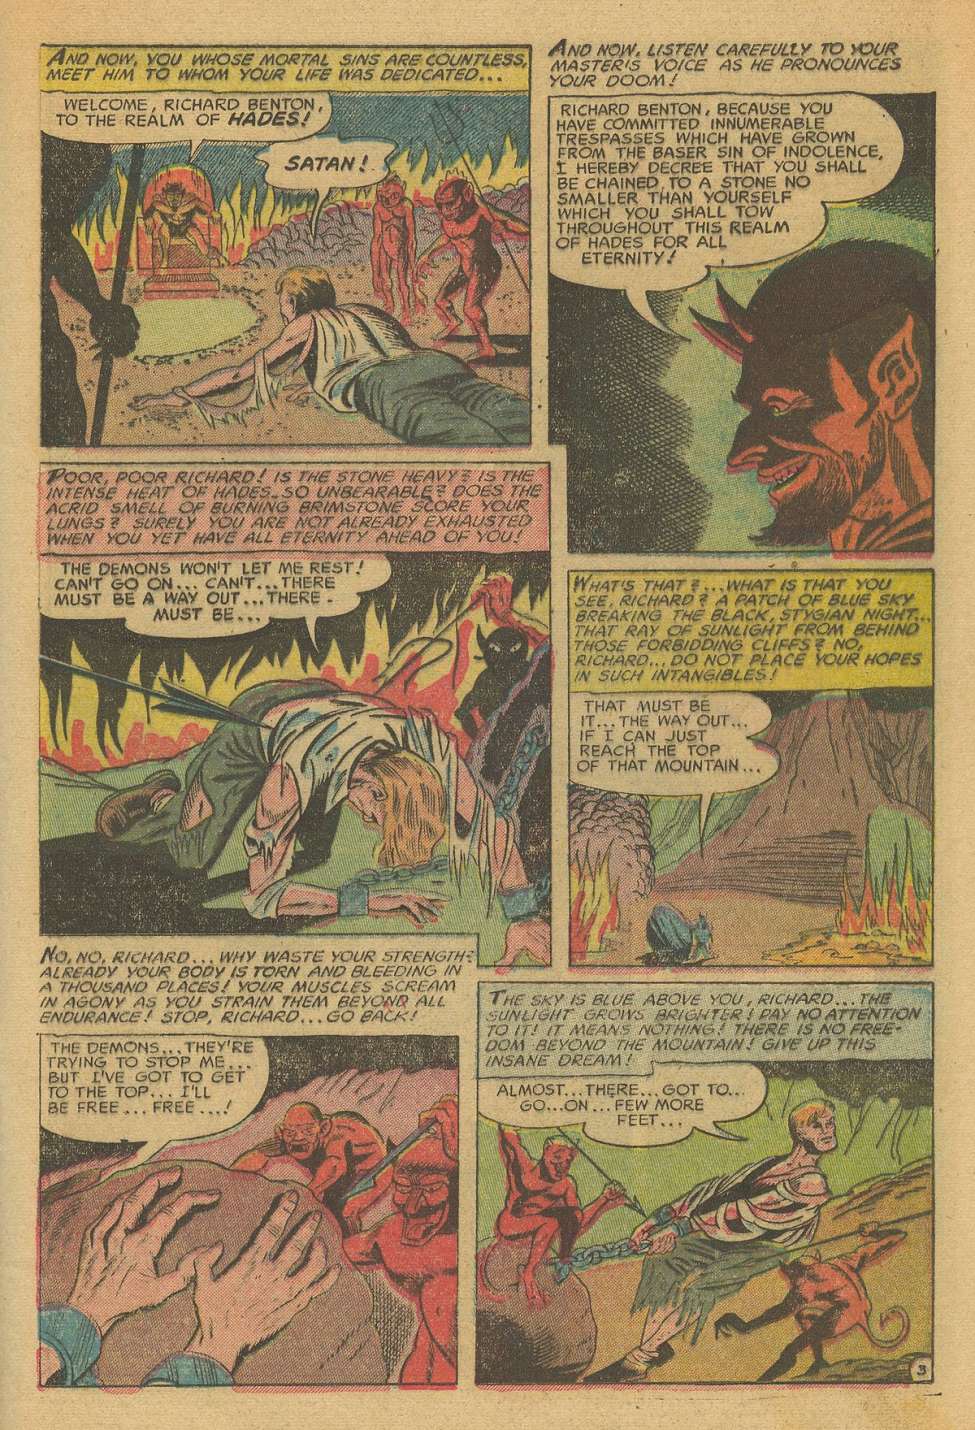 AND NOW, YOU WHOSE MORTAL SINS ARE COUNTLESS,
MEET HIM TO WHOM YOUR LIFE WAS DEDICATED...
WELCOME, RICHARD BENTON,
TO THE REALM OF HADES!
SATAN!
AND NOW, LISTEN CAREFULLY TO YOUR
MASTER'S VOICE AS HE PRONOUNCES
YOUR DOOM!
RICHARD BENTON, BECAUSE YOU
HAVE COMMITTED INNUMERABLE
TRESPASSES WHICH HAVE GROWN
FROM THE BASER SIN OF INDOLENCE,
I HEREBY DECREE THAT YOU SHALL
BE CHAINED TO A STONE NO
SMALLER THAN YOURSELF
WHICH YOU SHALL TOW
THROUGHOUT THIS REALM
OF HADES FOR ALL
ETERNITY!
POOR, POOR RICHARD! IS THE STONE HEAVY? IS THE
INTENSE HEAT OF HADES SO UNBEARABLE? DOES THE
ACRID SMELL OF BURNING BRIMSTONE SCORE YOUR
LUNGS? SURELY YOU ARE NOT ALREADY EXHAUSTED
WHEN YOU YET HAVE ALL ETERNITY AHEAD OF YOU!
THE DEMONS WON'T LET ME REST!
CAN'T GO ON... CAN'T...THERE
MUST BE A WAY OUT...THERE-
MUST BE...
WHAT'S THAT?...WHAT IS THAT YOU
SEE, RICHARD? A PATCH OF BLUE SKY
BREAKING THE BLACK, STYGIAN NIGHT...
THAT RAY OF SUNLIGHT FROM BEHIND
THOSE FORBIDDING CLIFFS? NO,
RICHARD...DO NOT PLACE YOUR HOPES
IN SUCH INTANGIBLES!
THAT MUST BE
IT...THE WAY OUT...
IF I CAN JUST
REACH THE TOP
OF THAT MOUNTAIN...
NO, NO, RICHARD... WHY WASTE YOUR STRENGTH?
ALREADY YOUR BODY IS TORN AND BLEEDING IN
A THOUSAND PLACES! YOUR MUSCLES SCREAM
IN AGONY AS YOU STRAIN THEM BEYOND ALL
ENDURANCE! STOP, RICHARD...GO BACK!
THE DEMONS...THEY'RE
TRYING TO STOP ME...
BUT I'VE GOT TO GET
TO THE TOP...I'LL
BE FREE...FREE...!
THE SKY IS BLUE ABOVE YOU, RICHARD...THE
SUNLIGHT GROWS BRIGHTER! PAY NO ATTENTION
TO IT! IT MEANS NOTHING! THERE IS NO FREE-
DOM BEYOND THE MOUNTAIN! GIVE UP THIS
INSANE DREAM!
ALMOST...THERE...GOT TO...
GO...ON...FEW MORE
FEET...
3